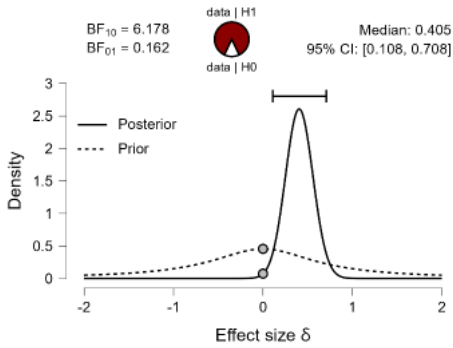 data | H1
BF10 = 6.178
BF01 = 0.162
Median: 0.405
95% CI: [0.108, 0.708]
data | H0
3
2.5
2
1.5
1
0.5
0
Density
Posterior
Prior
-2
-1
0
1
2
Effect size δ